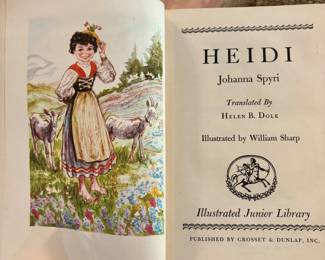 HEIDI
Johanna Spyri
Translated By
HELEN B. DOLE
Illustrated by William Sharp
Illustrated Junior Library
PUBLISHED BY GROSSET & DUNLAP, INC.